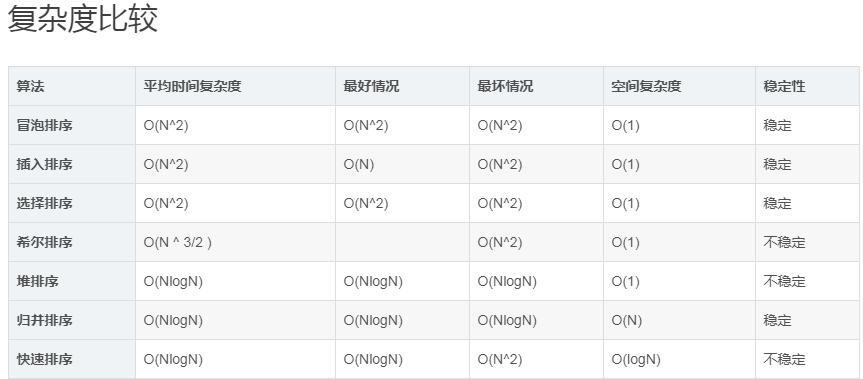 复杂度比较
算法 平均时间复杂度 最好情况 最坏情况 空间复杂度 稳定性
冒泡排序 O(N^2) O(N^2) O(N^2) O(1) 稳定
插入排序 O(N^2) O(N) O(N^2) O(1) 稳定
选择排序 O(N^2) O(N^2) O(N^2) O(1) 稳定
希尔排序 O(N ^ 3/2 ) O(N^2) O(1) 不稳定
堆排序 O(NlogN) O(NlogN) O(NlogN) O(1) 不稳定
归并排序 O(NlogN) O(NlogN) O(NlogN) O(N) 稳定
快速排序 O(NlogN) O(NlogN) O(N^2) O(logN) 不稳定